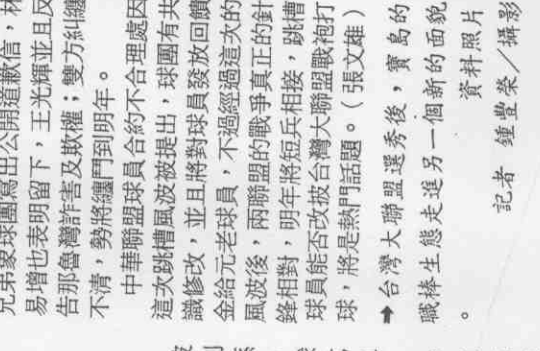 兄弟象球團寫出公開道歉信，林
易增也表明留下，王光輝並且反
告那魯灣詐害及欺權；雙方糾纏
不清，勢將纏鬥到明年。
中華聯盟球員合約不合理處因
這次跳槽風波被提出，球團有共
識修改，並且將對球員發放回饋
金給元老球員，不過經過這次的
風波後，兩聯盟的戰爭真正的針
鋒相對，明年將短兵相接，跳槽
球員能否改披台灣大聯盟戰袍打
球，將是熱門話題。（張文雄）
➡台灣大聯盟選秀後，寶島的
職棒生態走進另一個新的面貌
。
資料照片
記者 鍾豐榮／攝影